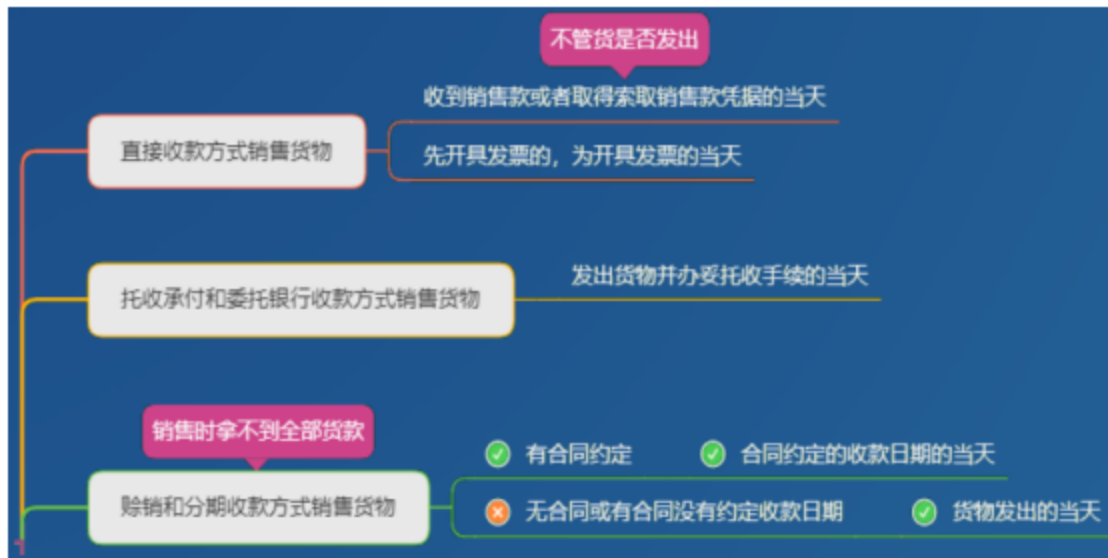 不管货是否发出
收到销售款或者取得索取销售款凭据的当天
直接收款方式销售货物
先开具发票的，为开具发票的当天
发出货物并办妥托收手续的当天
托收承付和委托银行收款方式销售货物
销售时拿不到全部货款
有合同约定 合同约定的收款日期的当天
赊销和分期收款方式销售货物
无合同或有合同没有约定收款日期 货物发出的当天